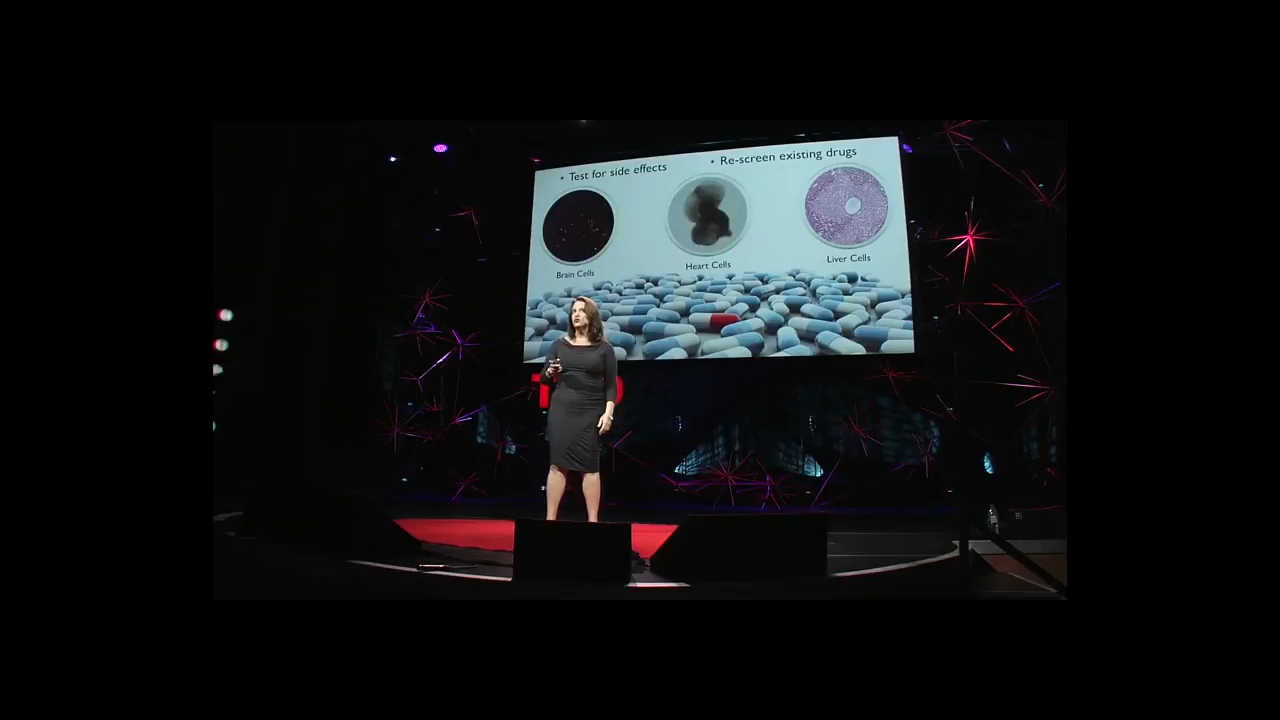 • Test for side effects
• Re-screen existing drugs
Brain Cells
Heart Cells
Liver Cells